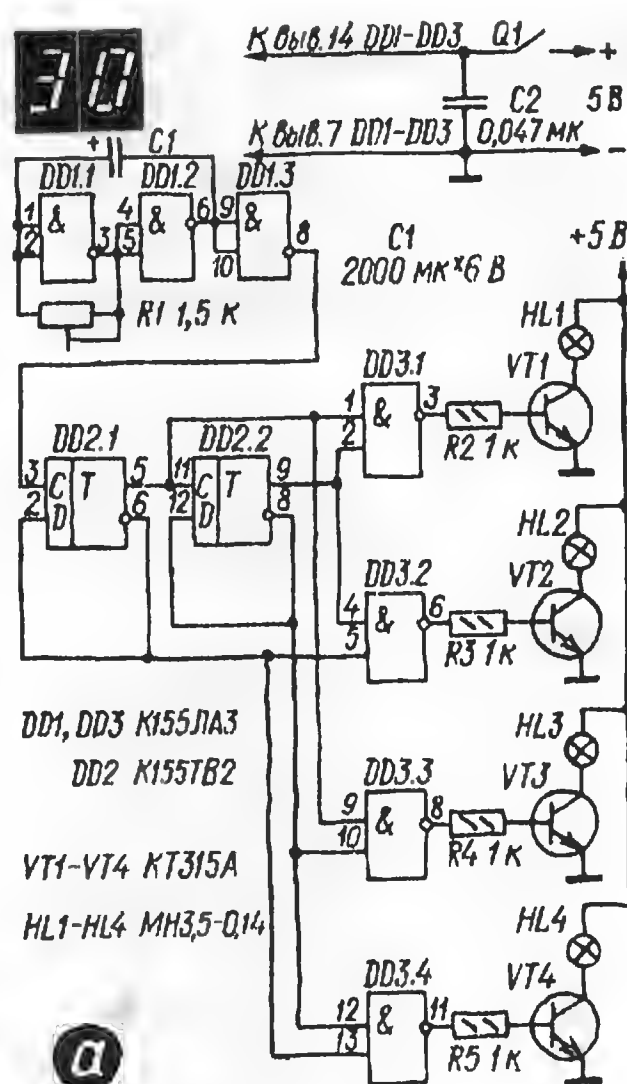 30
К выв.14 DD1-DD3 Q1 +
C2 5 В
К выв.7 DD1-DD3 0,047 мк -
+ C1
DD1.1 DD1.2 DD1.3
1 2 & 3 4 5 & 6 9 10 & 8
R1 1,5 к
C1
2000 мк×6 В
+5 В
HL1
VT1
DD3.1
1 2 & 3
R2 1 к
DD2.1 DD2.2
3 2 C D T 5 6 11 12 C D T 9 8
HL2
VT2
DD3.2
4 5 & 6
R3 1 к
DD1, DD3 К155ЛА3
DD2 К155ТВ2
HL3
VT3
DD3.3
9 10 & 8
R4 1 к
VT1-VT4 КТ315А
HL1-HL4 МН3,5-0,14
HL4
VT4
DD3.4
12 13 & 11
R5 1 к
а